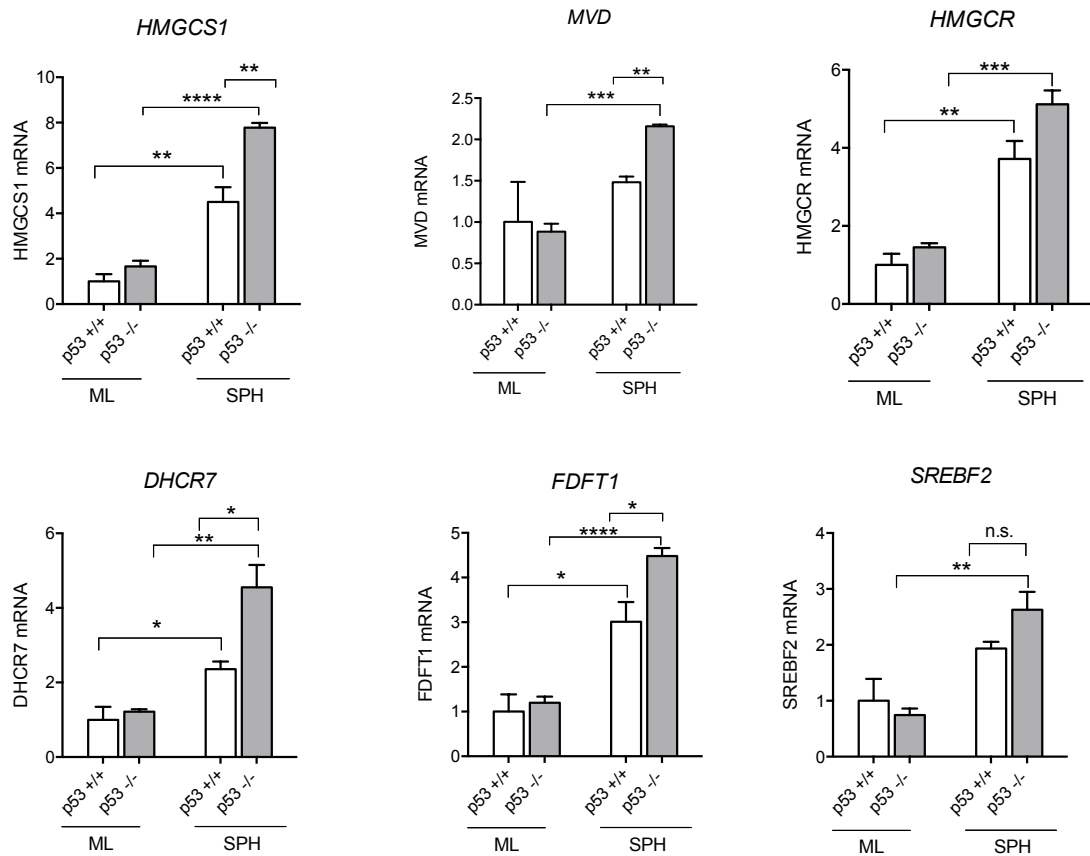 HMGCS1
HMGCS1 mRNA
10
8
6
4
2
0
**
****
**
p53 +/+
p53 -/-
p53 +/+
p53 -/-
ML
SPH
MVD
MVD mRNA
2.5
2.0
1.5
1.0
0.5
0.0
**
***
p53 +/+
p53 -/-
p53 +/+
p53 -/-
ML
SPH
HMGCR
HMGCR mRNA
6
4
2
0
***
**
p53 +/+
p53 -/-
p53 +/+
p53 -/-
ML
SPH
DHCR7
DHCR7 mRNA
6
4
2
0
*
**
*
p53 +/+
p53 -/-
p53 +/+
p53 -/-
ML
SPH
FDFT1
FDFT1 mRNA
5
4
3
2
1
0
*
****
*
p53 +/+
p53 -/-
p53 +/+
p53 -/-
ML
SPH
SREBF2
SREBF2 mRNA
4
3
2
1
0
n.s.
**
p53 +/+
p53 -/-
p53 +/+
p53 -/-
ML
SPH